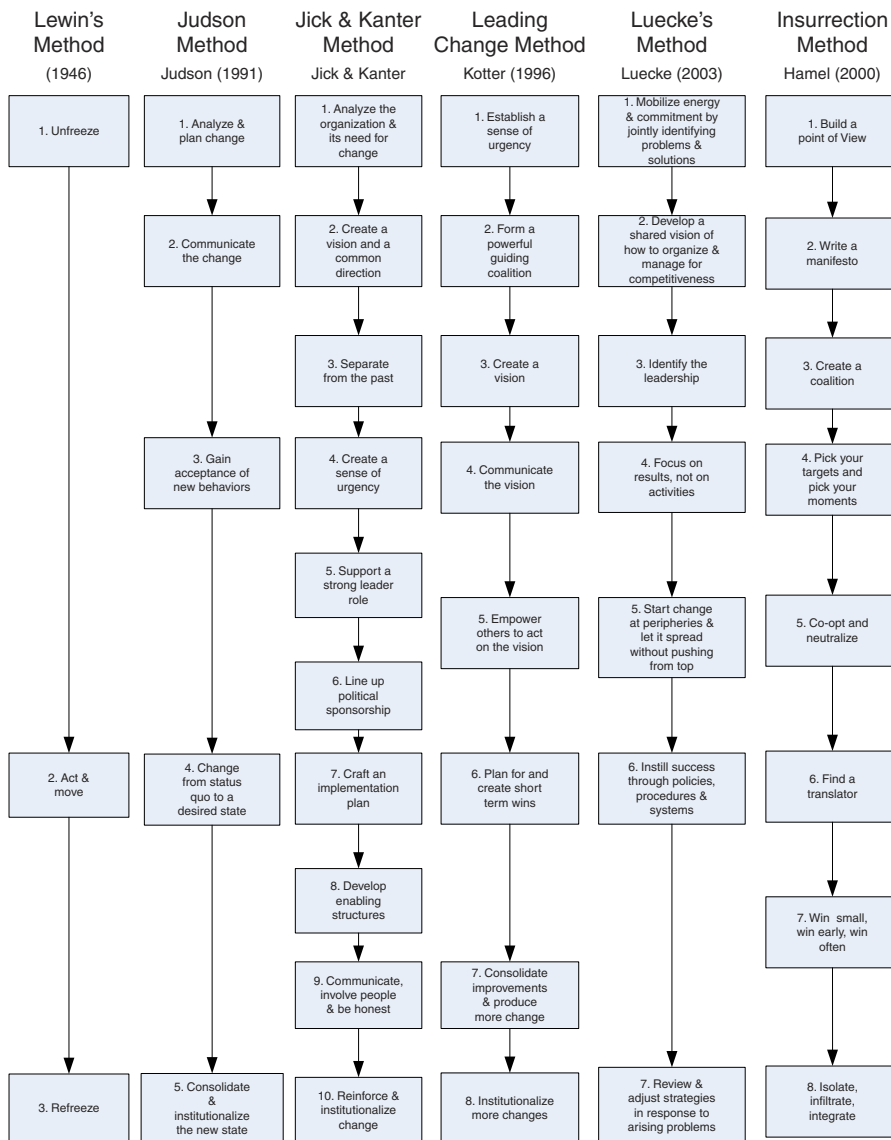 Lewin's
Method
(1946)
1. Unfreeze
2. Act &
move
3. Refreeze
Judson
Method
Judson (1991)
1. Analyze &
plan change
2. Communicate
the change
3. Gain
acceptance of
new behaviors
4. Change
from status
quo to a
desired state
5. Consolidate
&
institutionalize
the new state
Jick & Kanter
Method
Jick & Kanter
1. Analyze the
organization &
its need for
change
2. Create a
vision and a
common
direction
3. Separate
from the past
4. Create a
sense of
urgency
5. Support a
strong leader
role
6. Line up
political
sponsorship
7. Craft an
implementation
plan
8. Develop
enabling
structures
9. Communicate,
involve people
& be honest
10. Reinforce &
institutionalize
change
Leading
Change Method
Kotter (1996)
1. Establish a
sense of
urgency
2. Form a
powerful
guiding
coalition
3. Create a
vision
4. Communicate
the vision
5. Empower
others to act
on the vision
6. Plan for and
create short
term wins
7. Consolidate
improvements
& produce
more change
8. Institutionalize
more changes
Luecke's
Method
Luecke (2003)
1. Mobilize energy
& commitment by
jointly identifying
problems &
solutions
2. Develop a
shared vision of
how to organize &
manage for
competitiveness
3. Identify the
leadership
4. Focus on
results, not on
activities
5. Start change
at peripheries &
let it spread
without pushing
from top
6. Instill success
through policies,
procedures &
systems
7. Review &
adjust strategies
in response to
arising problems
Insurrection
Method
Hamel (2000)
1. Build a
point of View
2. Write a
manifesto
3. Create a
coalition
4. Pick your
targets and
pick your
moments
5. Co-opt and
neutralize
6. Find a
translator
7. Win small,
win early, win
often
8. Isolate,
infiltrate,
integrate